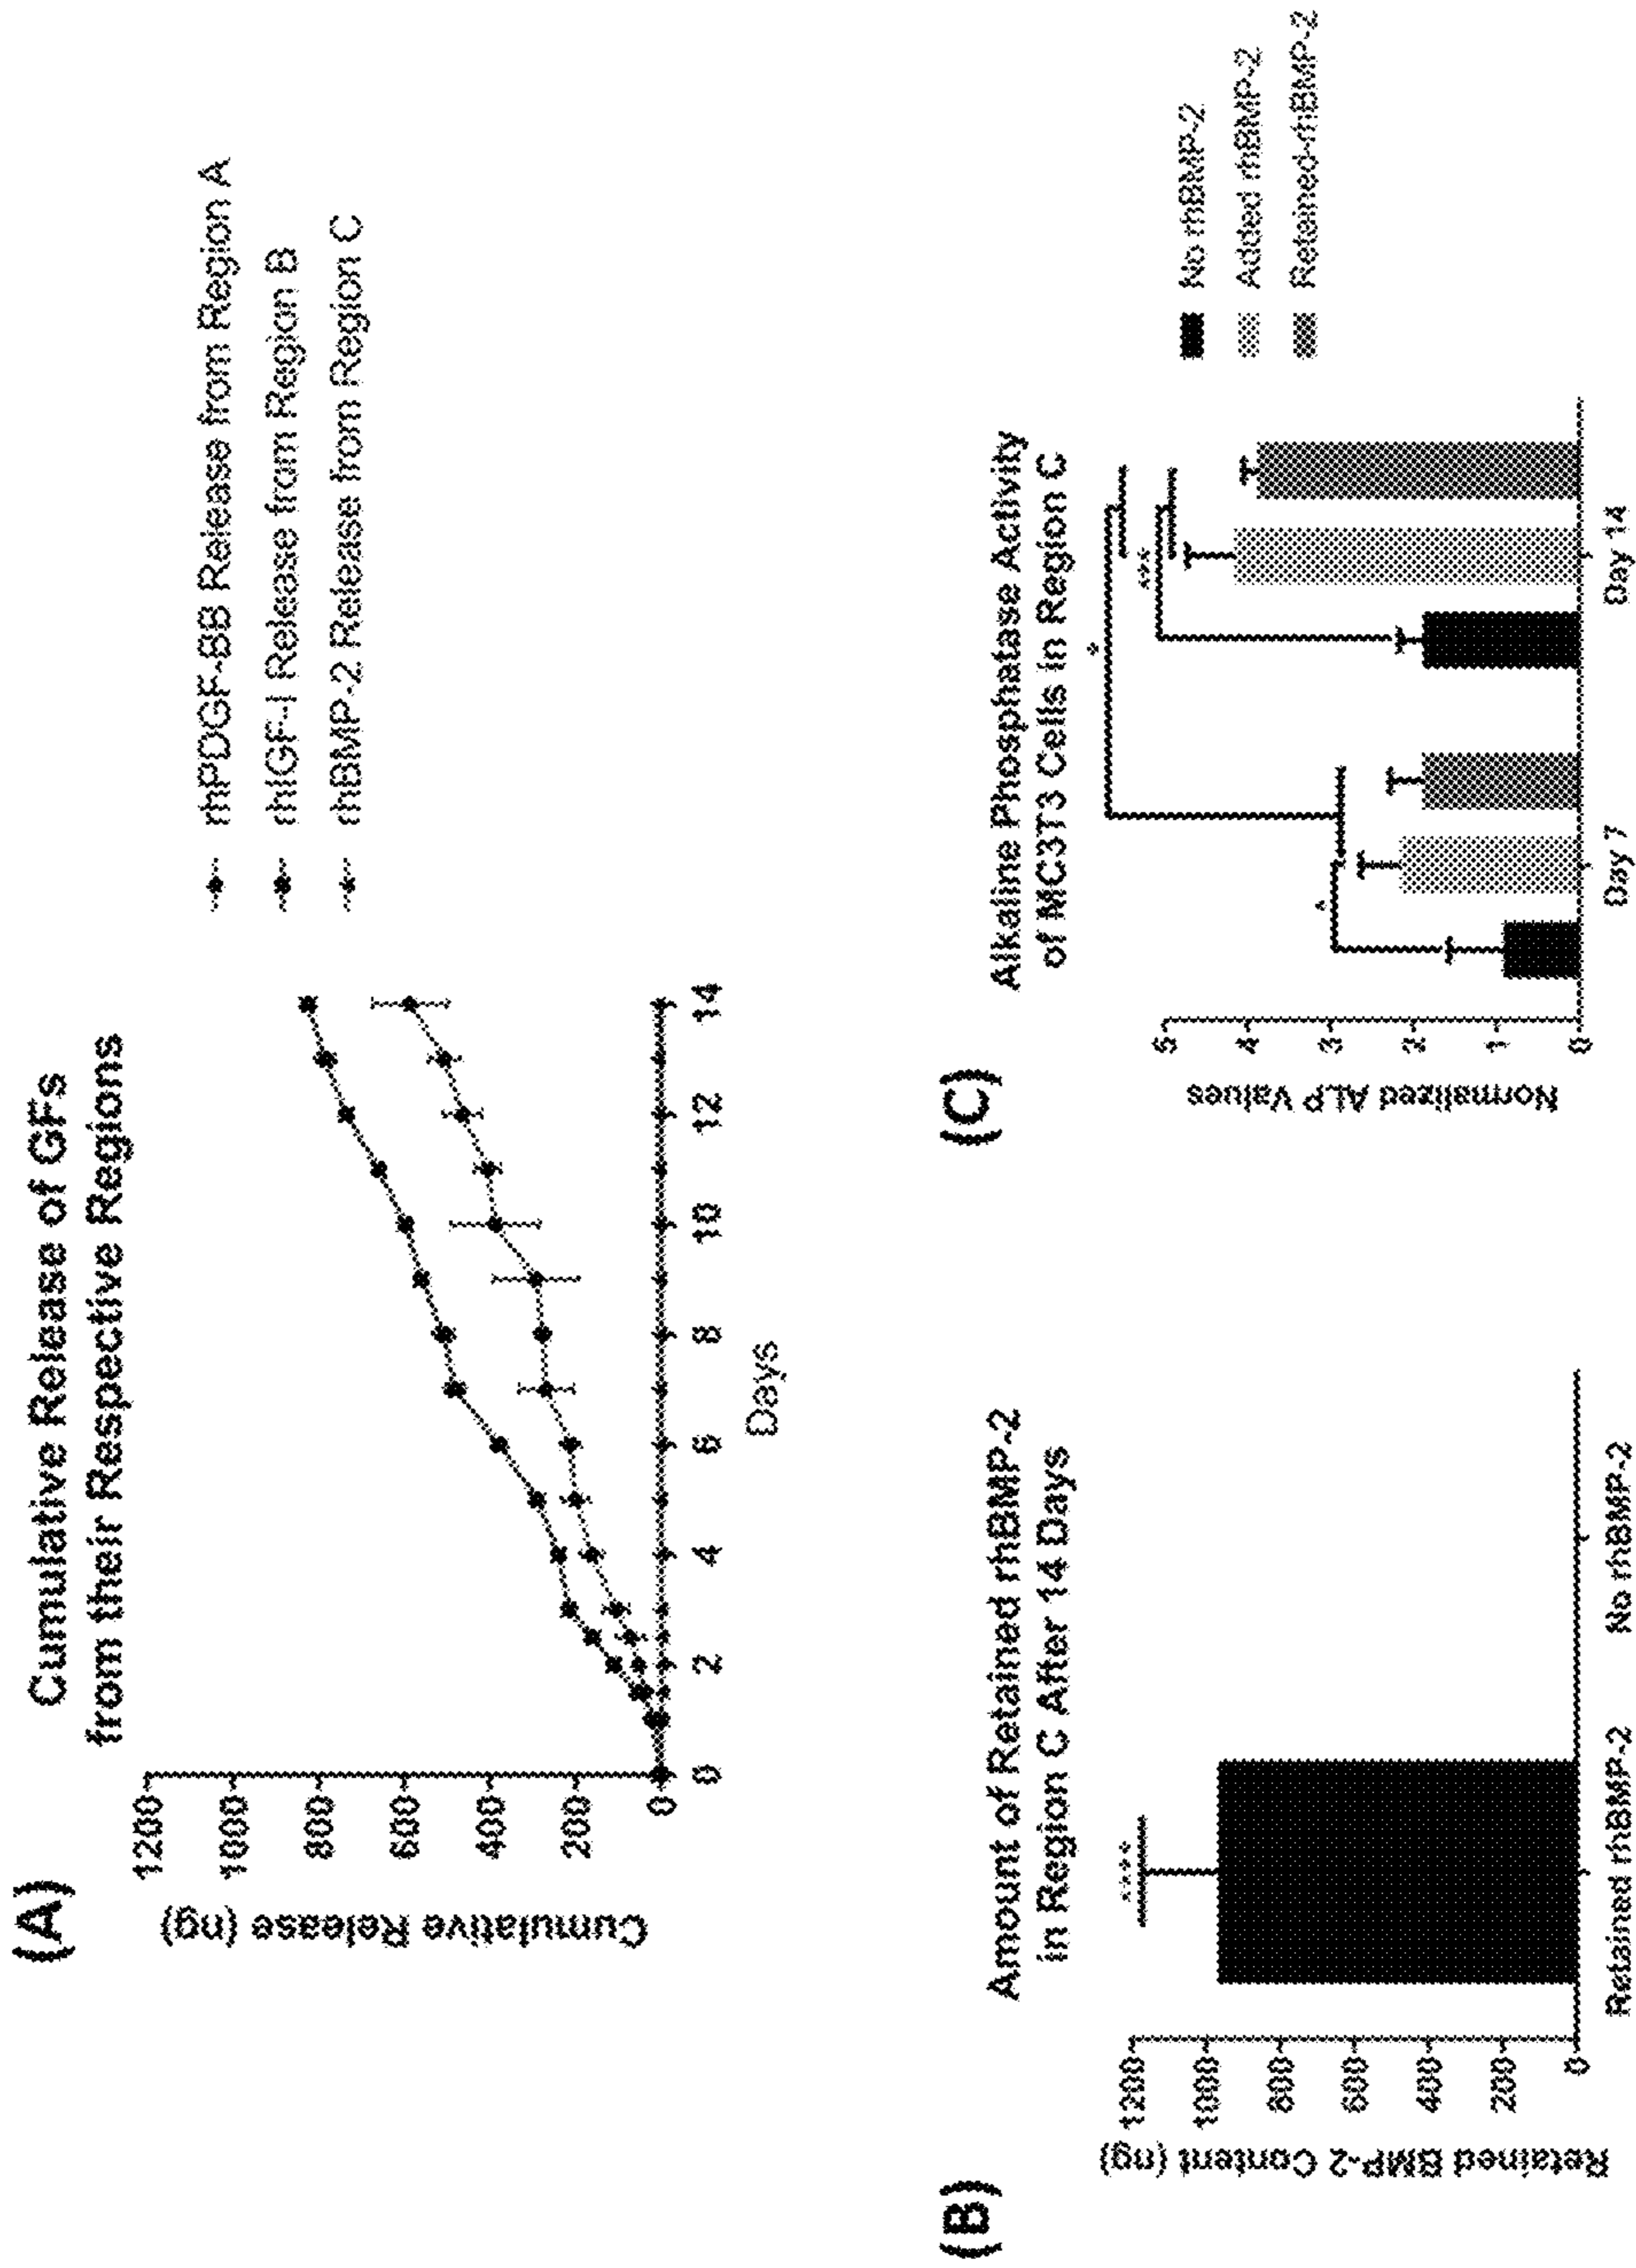 (A)
Cumulative Release of GFs
from their Respective Regions
Cumulative Release (ng)
1200
1000
800
600
400
200
0
0 2 4 6 8 10 12 14
Days
rhPDGF-BB Release from Region A
rhIGF-I Release from Region B
rhBMP-2 Release from Region C
(B)
Amount of Retained rhBMP-2
in Region C After 14 Days
Retained BMP-2 Content (ng)
1200
1000
800
600
400
200
0
****
Retained rhBMP-2 No rhBMP-2
(C)
Alkaline Phosphatase Activity
of MC3T3 Cells in Region C
Normalized ALP Values
5
4
3
2
1
0
*
***
*
Day 7 Day 14
No rhBMP-2
Added rhBMP-2
Retained-rhBMP-2